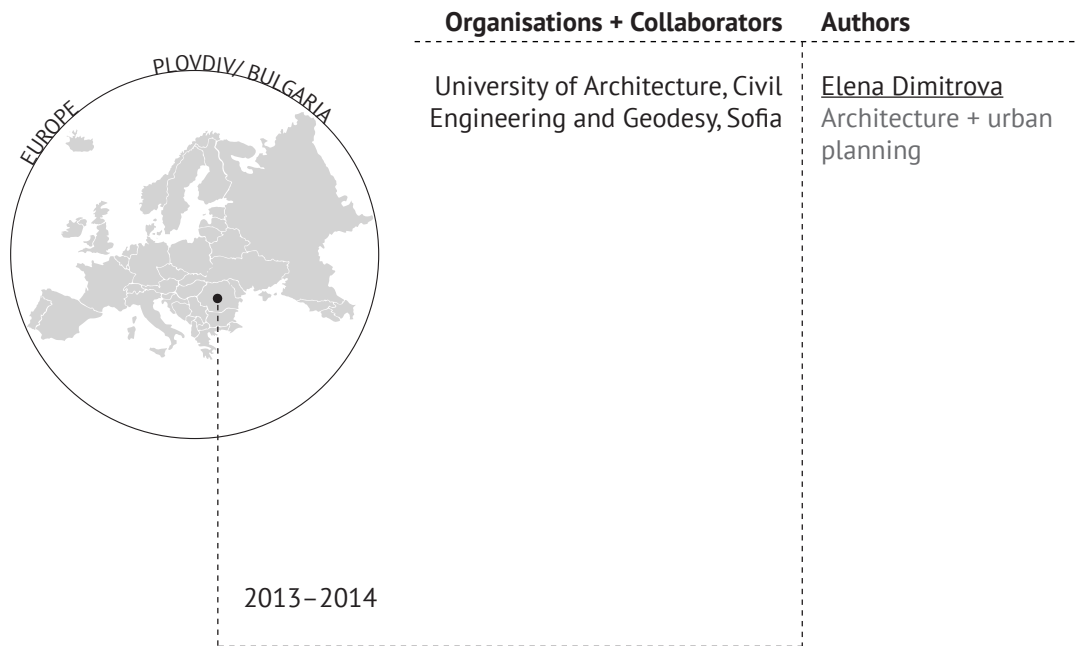 Organisations + Collaborators
Authors
PLOVDIV/ BULGARIA
EUROPE
University of Architecture, Civil
Engineering and Geodesy, Sofia
Elena Dimitrova
Architecture + urban
planning
2013–2014